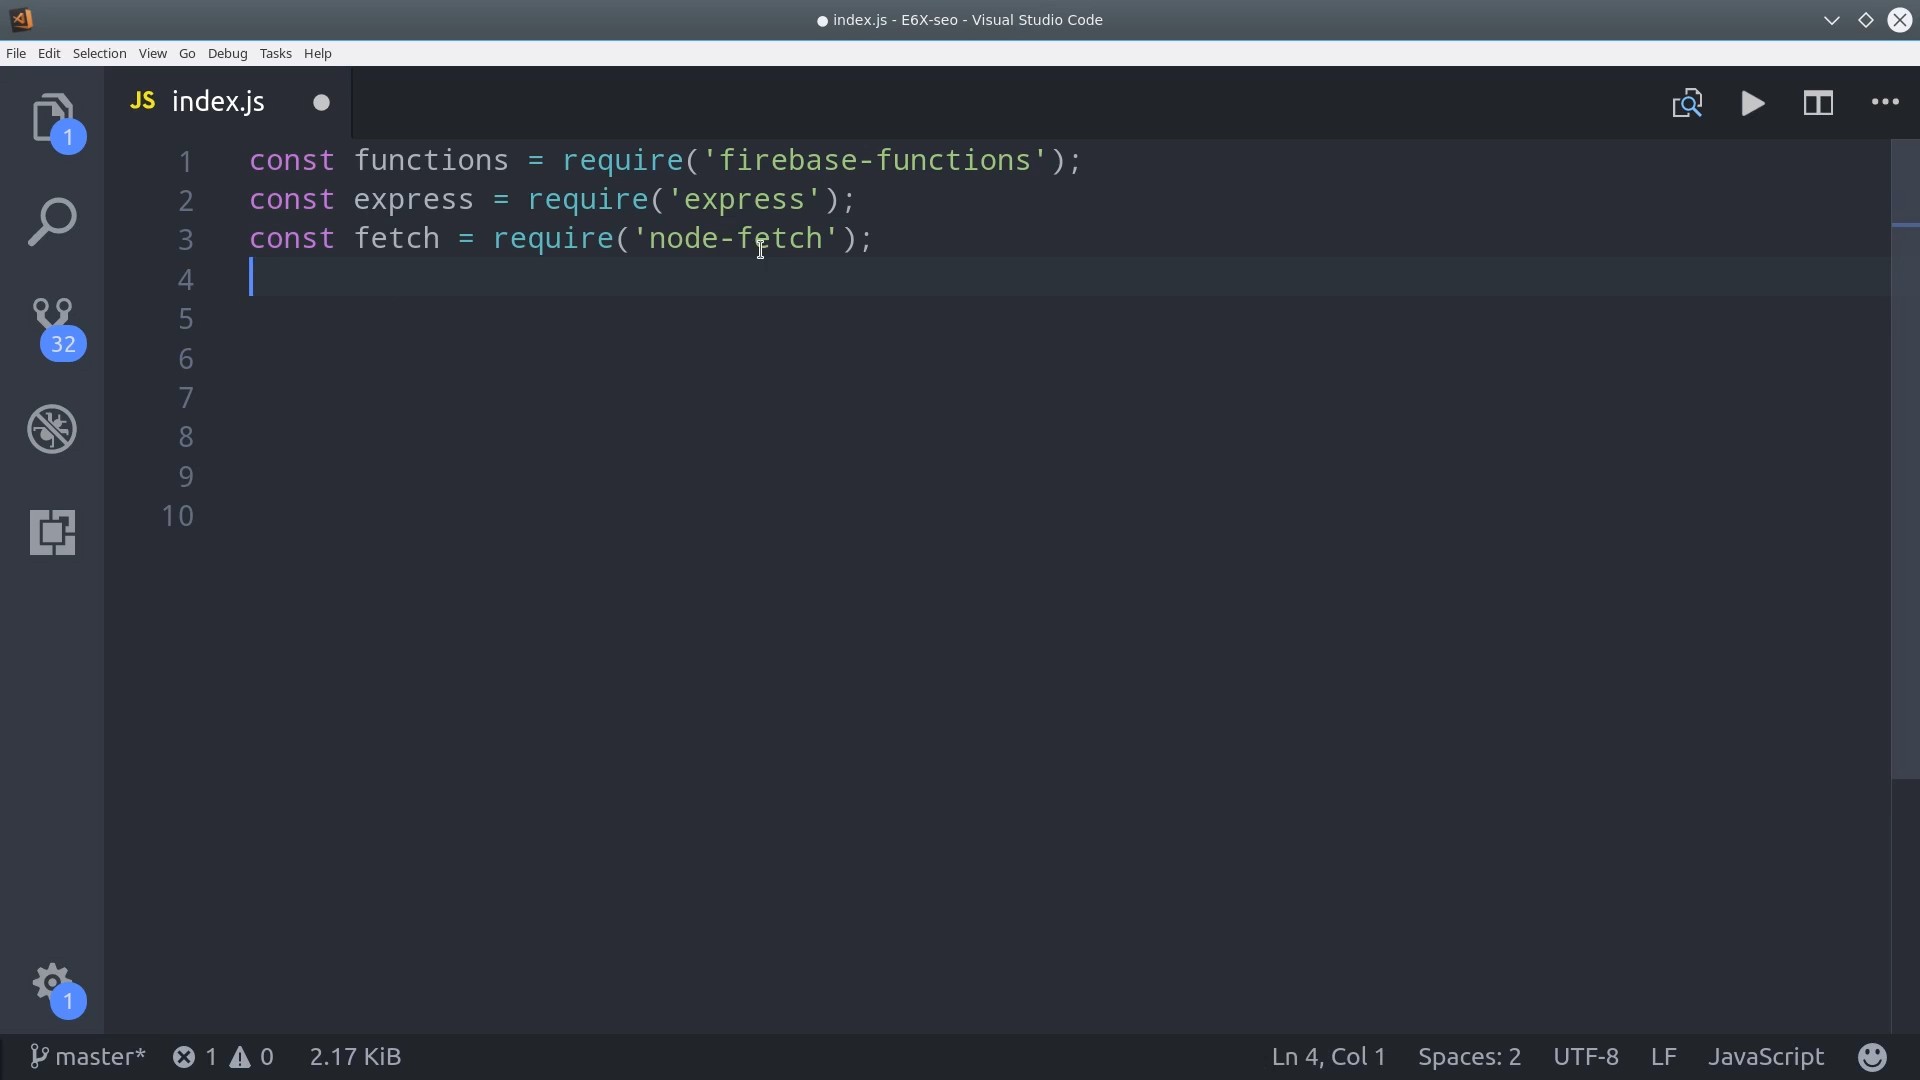 ● index.js - E6X-seo - Visual Studio Code
File Edit Selection View Go Debug Tasks Help
JS index.js ●
1 const functions = require('firebase-functions');
2 const express = require('express');
3 const fetch = require('node-fetch');
4
5
6
7
8
9
10
1
32
1
master* 1 0 2.17 KiB Ln 4, Col 1 Spaces: 2 UTF-8 LF JavaScript